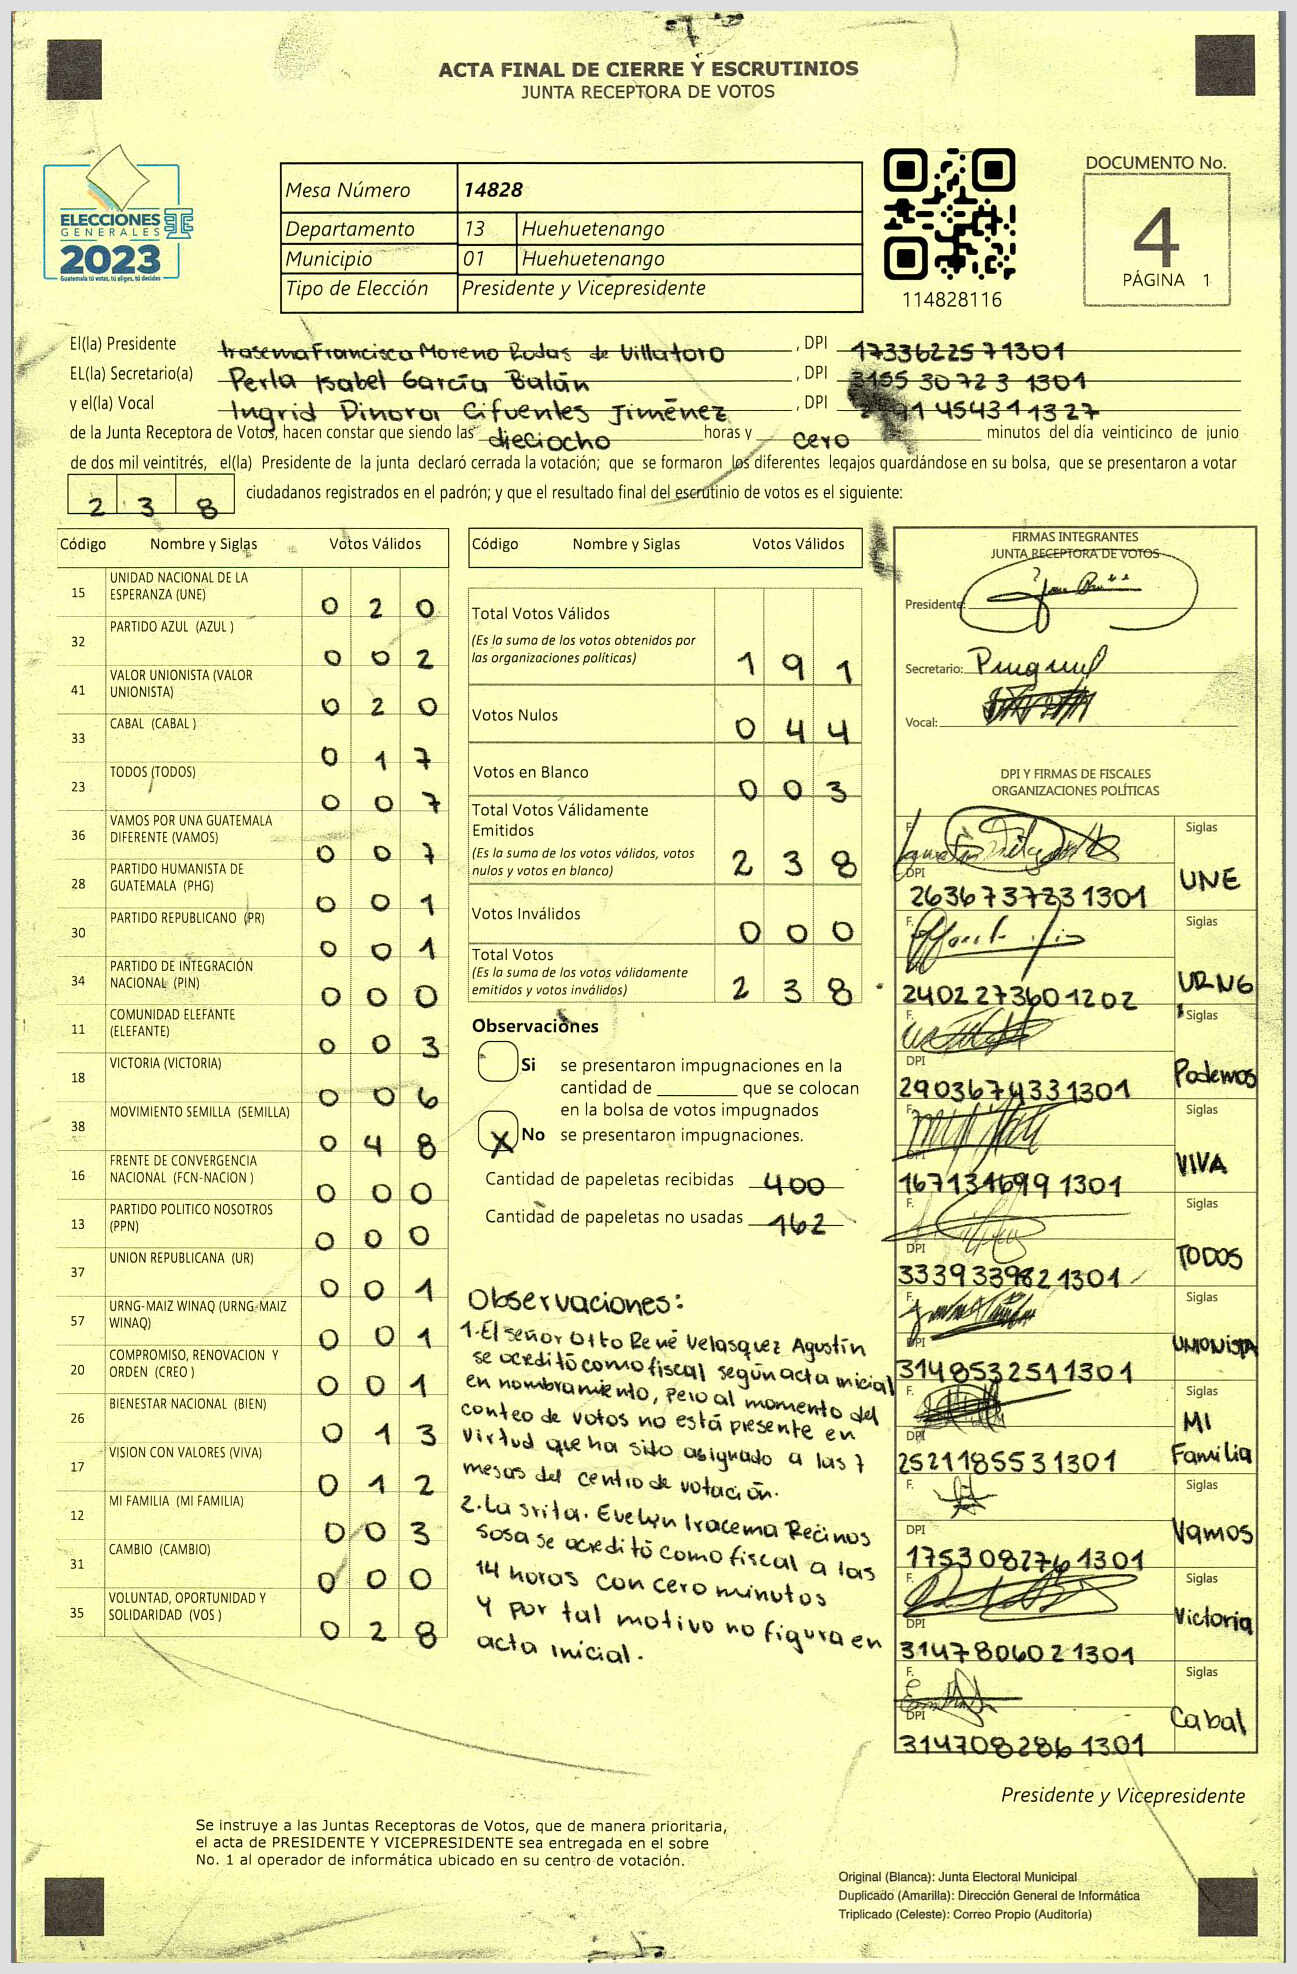 ACTA FINAL DE CIERRE Y ESCRUTINIOS
JUNTA RECEPTORA DE VOTOS
ELECCIONES
GENERALES
2023
Guatemala tú votas, tú eliges, tú decides
Mesa Número 14828
Departamento 13 Huehuetenango
Municipio 01 Huehuetenango
Tipo de Elección Presidente y Vicepresidente
114828116
DOCUMENTO No.
4
PÁGINA 1
El(la) Presidente Irasema Francisca Moreno Rodas de Villatoro, DPI 1733622571301
EL(la) Secretario(a) Perla Isabel García Balán, DPI 3155 30723 1301
y el(la) Vocal Ingrid Dinora Cifuentes Jiménez, DPI
de la Junta Receptora de Votos, hacen constar que siendo las dieciocho horas y cero minutos del día veinticinco de junio
de dos mil veintitrés, el(la) Presidente de la junta declaró cerrada la votación; que se formaron los diferentes legajos guardándose en su bolsa, que se presentaron a votar
2 3 8 ciudadanos registrados en el padrón; y que el resultado final del escrutinio de votos es el siguiente:
Código Nombre y Siglas Votos Válidos
15 UNIDAD NACIONAL DE LA ESPERANZA (UNE) 0 2 0
32 PARTIDO AZUL (AZUL ) 0 0 2
41 VALOR UNIONISTA (VALOR UNIONISTA) 0 2 0
33 CABAL (CABAL ) 0 1 7
23 TODOS (TODOS) 0 0 7
36 VAMOS POR UNA GUATEMALA DIFERENTE (VAMOS) 0 0 7
28 PARTIDO HUMANISTA DE GUATEMALA (PHG) 0 0 1
30 PARTIDO REPUBLICANO (PR) 0 0 1
34 PARTIDO DE INTEGRACIÓN NACIONAL (PIN) 0 0 0
11 COMUNIDAD ELEFANTE (ELEFANTE) 0 0 3
18 VICTORIA (VICTORIA) 0 0 6
38 MOVIMIENTO SEMILLA (SEMILLA) 0 4 8
16 FRENTE DE CONVERGENCIA NACIONAL (FCN-NACION ) 0 0 0
13 PARTIDO POLITICO NOSOTROS (PPN) 0 0 0
37 UNION REPUBLICANA (UR) 0 0 1
57 URNG-MAIZ WINAQ (URNG-MAIZ WINAQ) 0 0 1
20 COMPROMISO, RENOVACION Y ORDEN (CREO ) 0 0 1
26 BIENESTAR NACIONAL (BIEN) 0 1 3
17 VISION CON VALORES (VIVA) 0 1 2
12 MI FAMILIA (MI FAMILIA) 0 0 3
31 CAMBIO (CAMBIO) 0 0 0
35 VOLUNTAD, OPORTUNIDAD Y SOLIDARIDAD (VOS ) 0 2 8
Código Nombre y Siglas Votos Válidos
Total Votos Válidos
(Es la suma de los votos obtenidos por
las organizaciones políticas) 1 9 1
Votos Nulos 0 4 4
Votos en Blanco 0 0 3
Total Votos Válidamente
Emitidos
(Es la suma de los votos válidos, votos
nulos y votos en blanco) 2 3 8
Votos Inválidos 0 0 0
Total Votos
(Es la suma de los votos válidamente
emitidos y votos inválidos) 2 3 8
Observaciones
Si se presentaron impugnaciones en la
cantidad de ________ que se colocan
en la bolsa de votos impugnados
X No se presentaron impugnaciones.
Cantidad de papeletas recibidas 400
Cantidad de papeletas no usadas 162
Observaciones:
1. El señor Otto René Velasquez Agustín
se acreditó como fiscal según acta inicial
en nombramiento, pero al momento del
conteo de votos no está presente en
virtud que ha sido asignado a las 7
mesas del centro de votación.
2. La srita. Evelyn Iracema Recinos
Sosa se acreditó como fiscal a las
14 horas con cero minutos
y por tal motivo no figura en
acta inicial.
FIRMAS INTEGRANTES
JUNTA RECEPTORA DE VOTOS
Presidente:
Secretario:
Vocal:
DPI Y FIRMAS DE FISCALES
ORGANIZACIONES POLÍTICAS
F. Siglas
DPI 2636737231301 UNE
F. Siglas
2402273601202 URNG
Siglas
DPI 2903674331301 Podemos
F. Siglas
DPI 1671316991301 VIVA
F. Siglas
DPI 3339339821301 TODOS
F. Siglas
DPI 3148532511301 UNIONISTA
F. Siglas
DPI 2521185531301 MI Familia
F. Siglas
DPI 1753082761301 Vamos
F. Siglas
DPI 3147806021301 Victoria
F. Siglas
DPI 3147082861301 Cabal
Presidente y Vicepresidente
Se instruye a las Juntas Receptoras de Votos, que de manera prioritaria,
el acta de PRESIDENTE Y VICEPRESIDENTE sea entregada en el sobre
No. 1 al operador de informática ubicado en su centro de votación.
Original (Blanca): Junta Electoral Municipal
Duplicado (Amarilla): Dirección General de Informática
Triplicado (Celeste): Correo Propio (Auditoría)